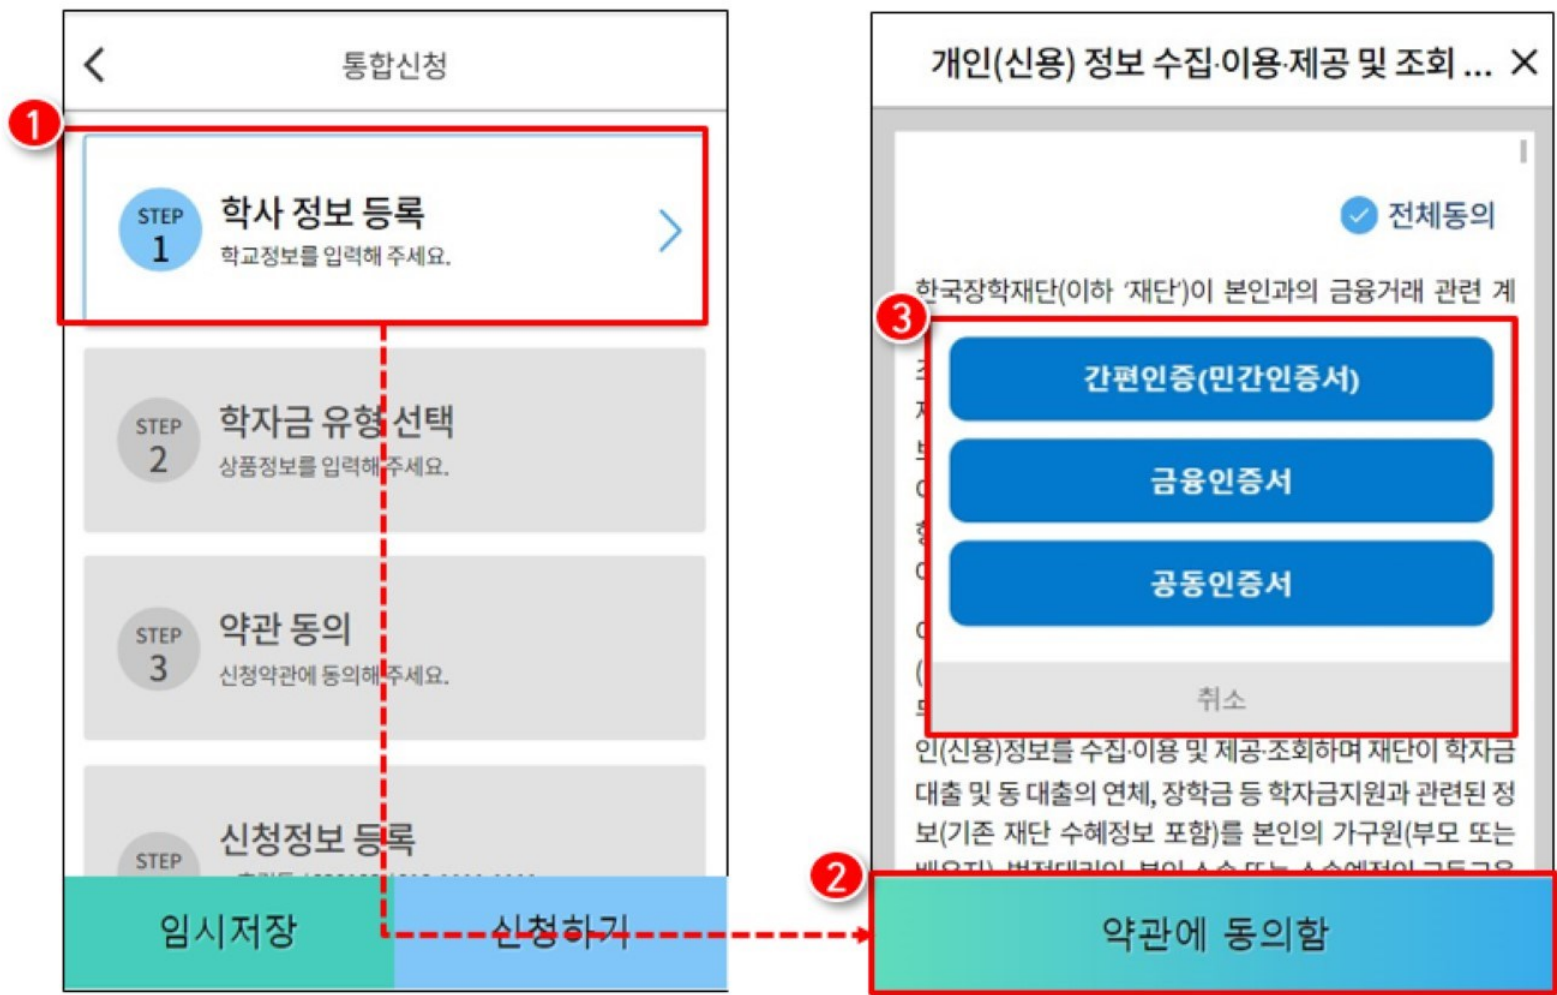 통합신청
1
STEP
1
학사 정보 등록
학교정보를 입력해 주세요.
STEP
2
학자금 유형 선택
상품정보를 입력해 주세요.
STEP
3
약관 동의
신청약관에 동의해 주세요.
STEP
신청정보 등록
임시저장
신청하기
개인(신용) 정보 수집·이용·제공 및 조회 ...
전체동의
한국장학재단(이하 '재단')이 본인과의 금융거래 관련 계
3
간편인증(민간인증서)
금융인증서
공동인증서
취소
인(신용)정보를 수집·이용 및 제공·조회하며 재단이 학자금
대출 및 동 대출의 연체, 장학금 등 학자금지원과 관련된 정
보(기존 재단 수혜정보 포함)를 본인의 가구원(부모 또는
2
약관에 동의함